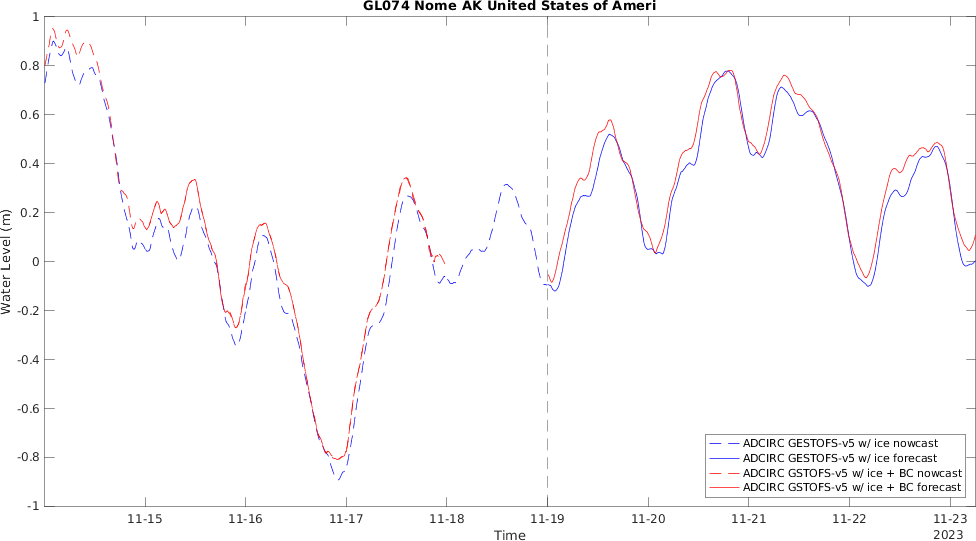 GL074 Nome AK United States of Ameri
1
0.8
0.6
0.4
0.2
0
-0.2
-0.4
-0.6
-0.8
-1
Water Level (m)
ADCIRC GESTOFS-v5 w/ ice nowcast
ADCIRC GESTOFS-v5 w/ ice forecast
ADCIRC GSTOFS-v5 w/ ice + BC nowcast
ADCIRC GSTOFS-v5 w/ ice + BC forecast
11-15 11-16 11-17 11-18 11-19 11-20 11-21 11-22 11-23
Time 2023